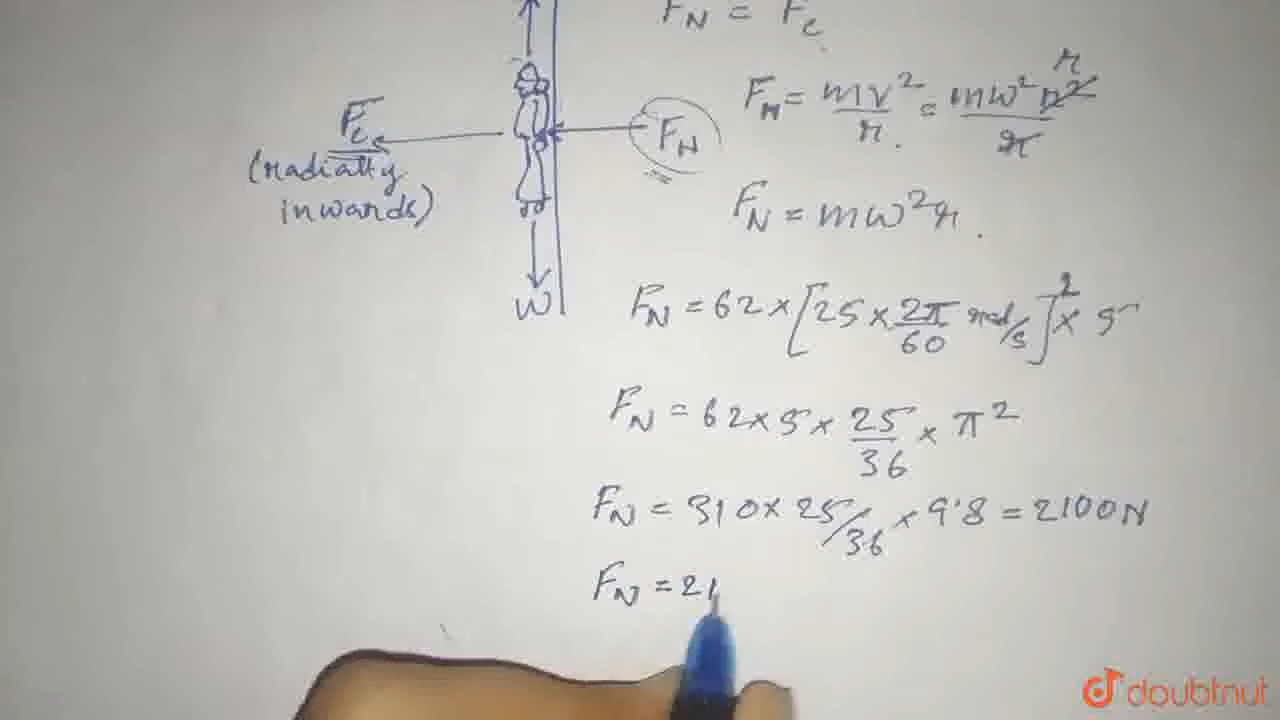 F_N = F_c
F_N = mv²/r = mω²r²/r r
F_c
(radially
inwards)
F_N
F_N = mω²r.
W
F_N = 62 × [25 × 2π/60 rad/s]² × 5
F_N = 62 × 5 × 25/36 × π²
F_N = 310 × 25/36 × 9.8 = 2100 N
F_N = 21
doubtnut